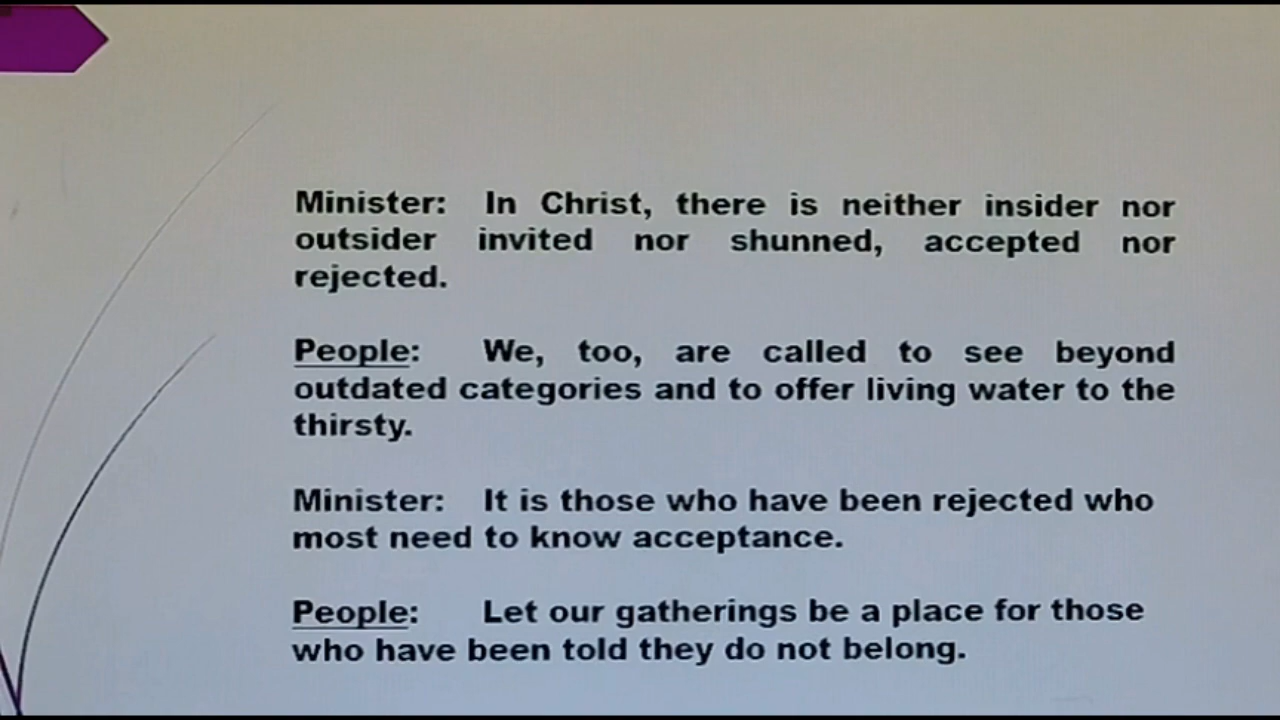 Minister: In Christ, there is neither insider nor
outsider invited nor shunned, accepted nor
rejected.
People: We, too, are called to see beyond
outdated categories and to offer living water to the
thirsty.
Minister: It is those who have been rejected who
most need to know acceptance.
People: Let our gatherings be a place for those
who have been told they do not belong.